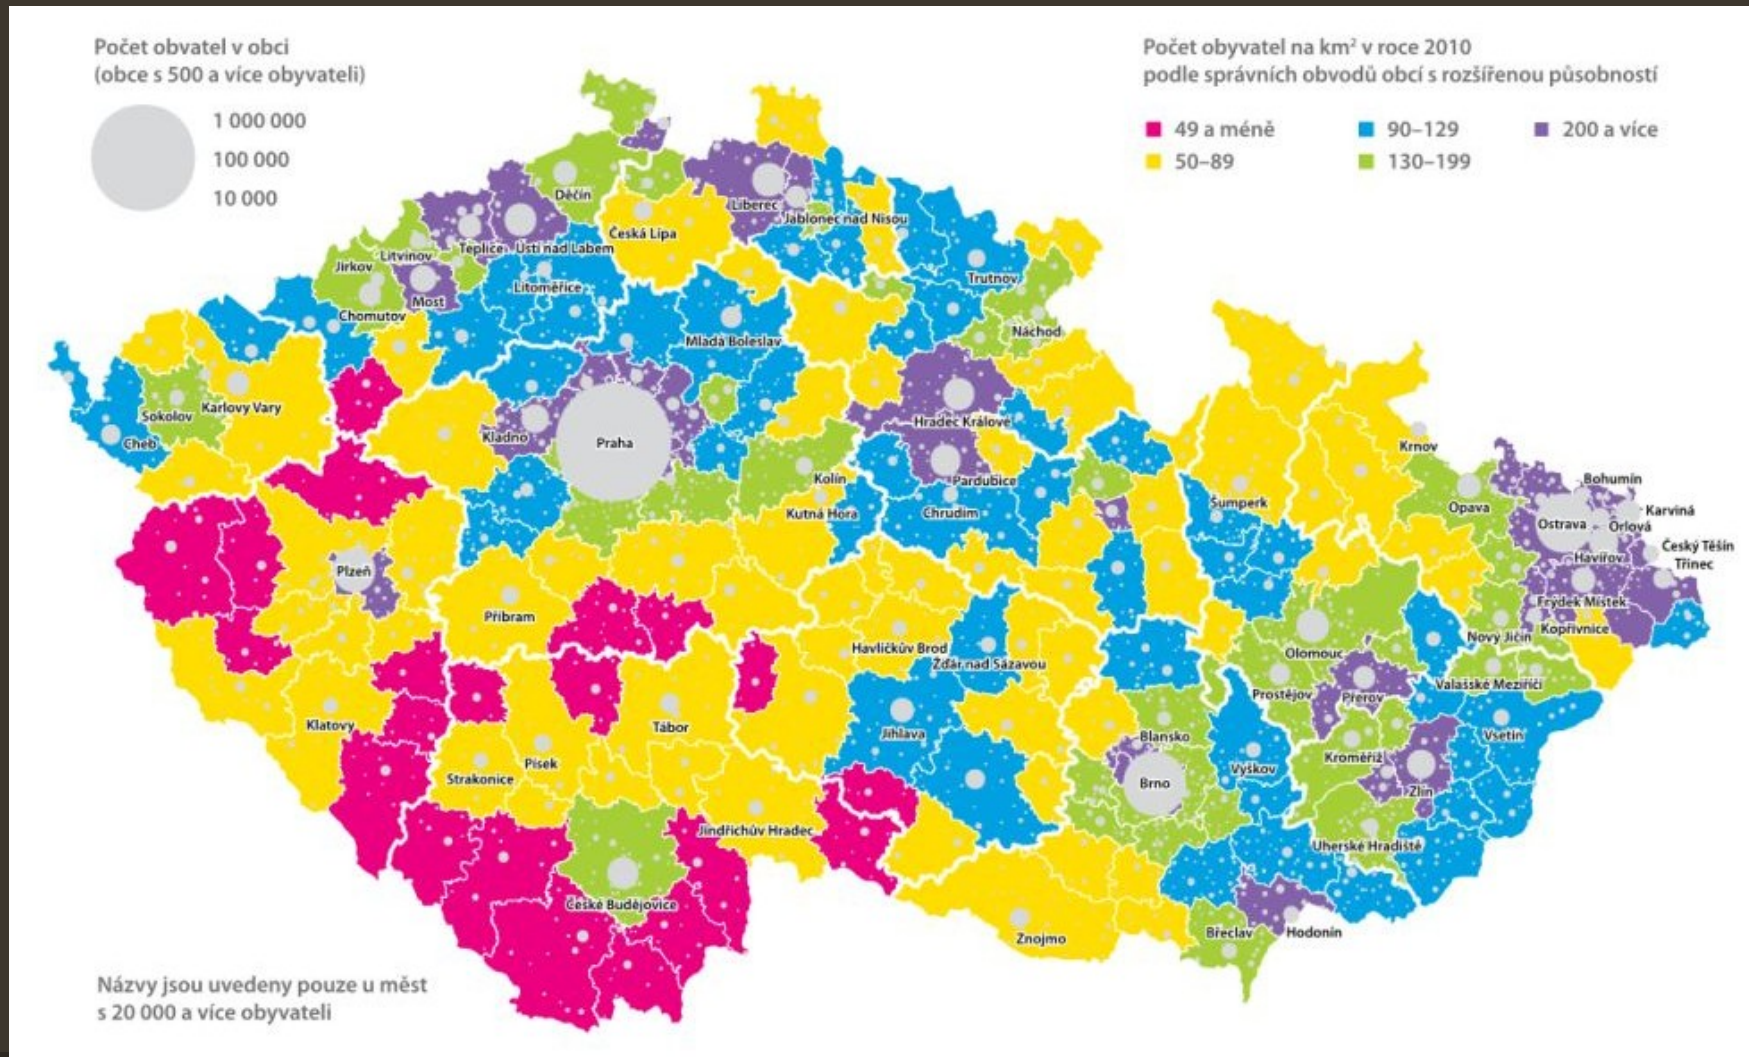 Počet obvatel v obci
(obce s 500 a více obyvateli)
1 000 000
100 000
10 000
Počet obyvatel na km² v roce 2010
podle správních obvodů obcí s rozšířenou působností
49 a méně
90–129
200 a více
50–89
130–199
Děčín
Liberec
Jablonec nad Nisou
Česká Lípa
Teplice
Ústí nad Labem
Litvínov
Jirkov
Most
Litoměřice
Chomutov
Trutnov
Náchod
Mladá Boleslav
Sokolov
Karlovy Vary
Cheb
Kladno
Praha
Hradec Králové
Kolín
Pardubice
Kutná Hora
Chrudim
Šumperk
Krnov
Opava
Bohumín
Karviná
Ostrava
Orlová
Havířov
Český Těšín
Třinec
Frýdek Místek
Kopřivnice
Nový Jičín
Plzeň
Příbram
Havlíčkův Brod
Žďár nad Sázavou
Olomouc
Prostějov
Přerov
Valašské Meziříčí
Klatovy
Tábor
Jihlava
Blansko
Vsetín
Strakonice
Písek
Vyškov
Kroměříž
Zlín
Brno
Jindřichův Hradec
Uherské Hradiště
České Budějovice
Znojmo
Břeclav
Hodonín
Názvy jsou uvedeny pouze u měst
s 20 000 a více obyvateli